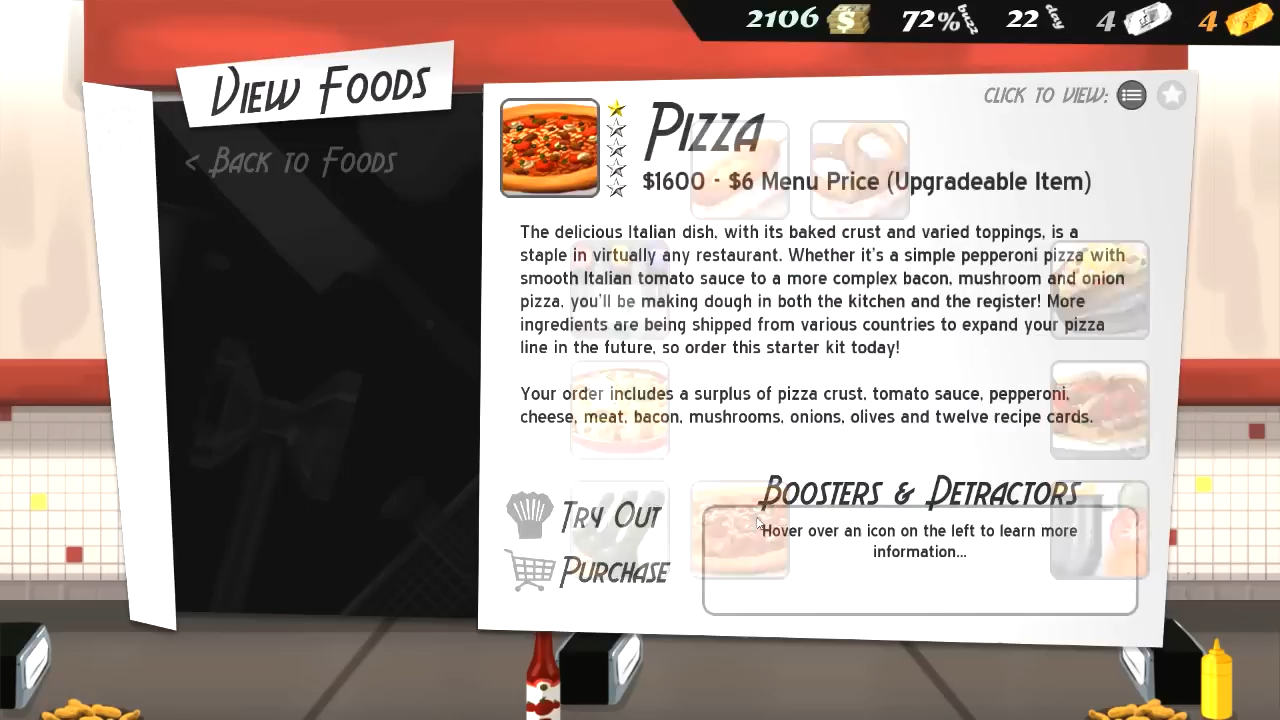 2106 $ 72% buzz 22 day 4 4
View Foods
< Back to Foods
Click to view:
Pizza
$1600 - $6 Menu Price (Upgradeable Item)
The delicious Italian dish, with its baked crust and varied toppings, is a
staple in virtually any restaurant. Whether it's a simple pepperoni pizza with
smooth Italian tomato sauce to a more complex bacon, mushroom and onion
pizza, you'll be making dough in both the kitchen and the register! More
ingredients are being shipped from various countries to expand your pizza
line in the future, so order this starter kit today!
Your order includes a surplus of pizza crust, tomato sauce, pepperoni,
cheese, meat, bacon, mushrooms, onions, olives and twelve recipe cards.
Try Out
Purchase
Boosters & Detractors
Hover over an icon on the left to learn more
information...